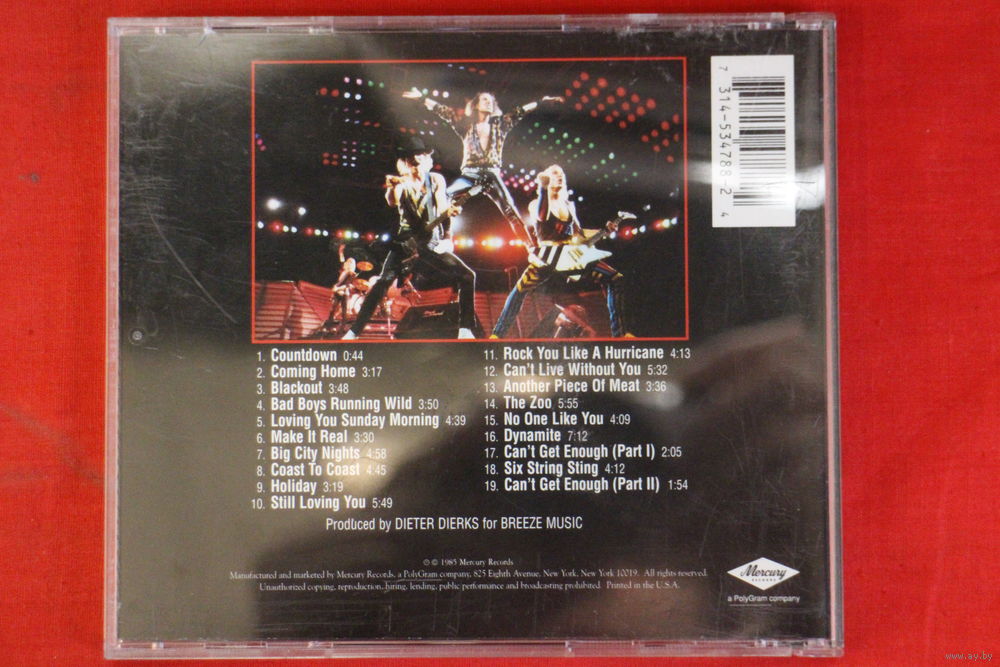 7 314-534788 2 4
1. Countdown 0:44
2. Coming Home 3:17
3. Blackout 3:48
4. Bad Boys Running Wild 3:50
5. Loving You Sunday Morning 4:39
6. Make It Real 3:30
7. Big City Nights 4:58
8. Coast To Coast 4:45
9. Holiday 3:19
10. Still Loving You 5:49
11. Rock You Like A Hurricane 4:13
12. Can't Live Without You 5:32
13. Another Piece Of Meat 3:36
14. The Zoo 5:55
15. No One Like You 4:09
16. Dynamite 7:12
17. Can't Get Enough (Part I) 2:05
18. Six String Sting 4:12
19. Can't Get Enough (Part II) 1:54
Produced by DIETER DIERKS for BREEZE MUSIC
℗ © 1985 Mercury Records
Manufactured and marketed by Mercury Records, a PolyGram company, 825 Eighth Avenue, New York, New York 10019. All rights reserved.
Unauthorized copying, reproduction, hiring, lending, public performance and broadcasting prohibited. Printed in the U.S.A.
Mercury
RECORDS
a PolyGram company
www.ay.by